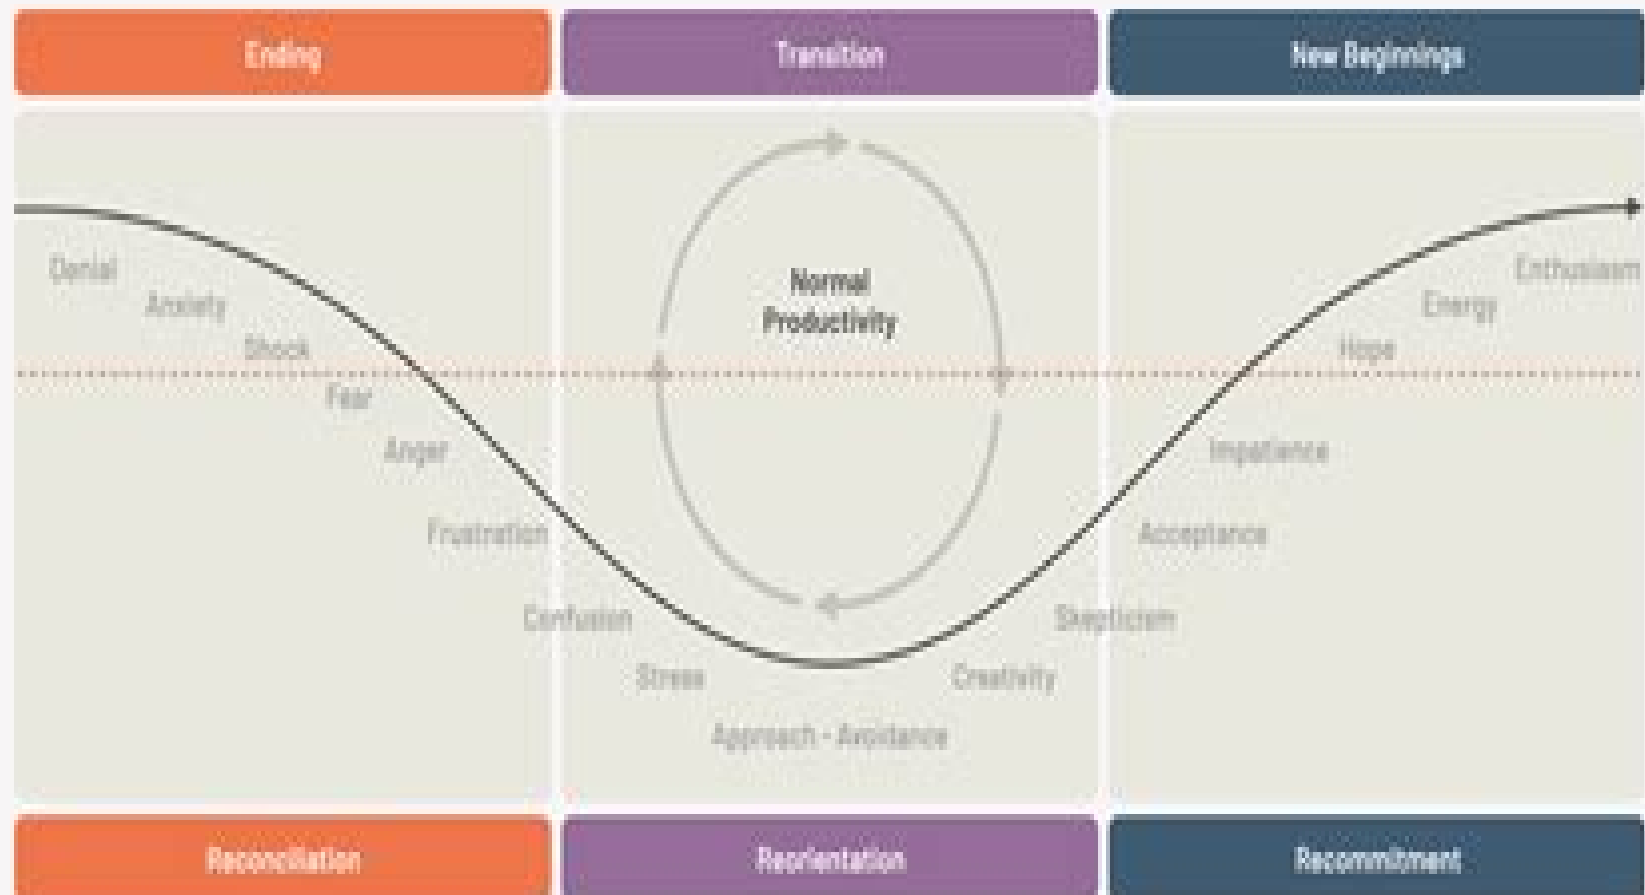 Ending
Transition
New Beginnings
Denial
Anxiety
Shock
Fear
Anger
Frustration
Confusion
Stress
Approach - Avoidance
Normal
Productivity
Creativity
Skepticism
Acceptance
Impatience
Hope
Energy
Enthusiasm
Reconciliation
Reorientation
Recommitment